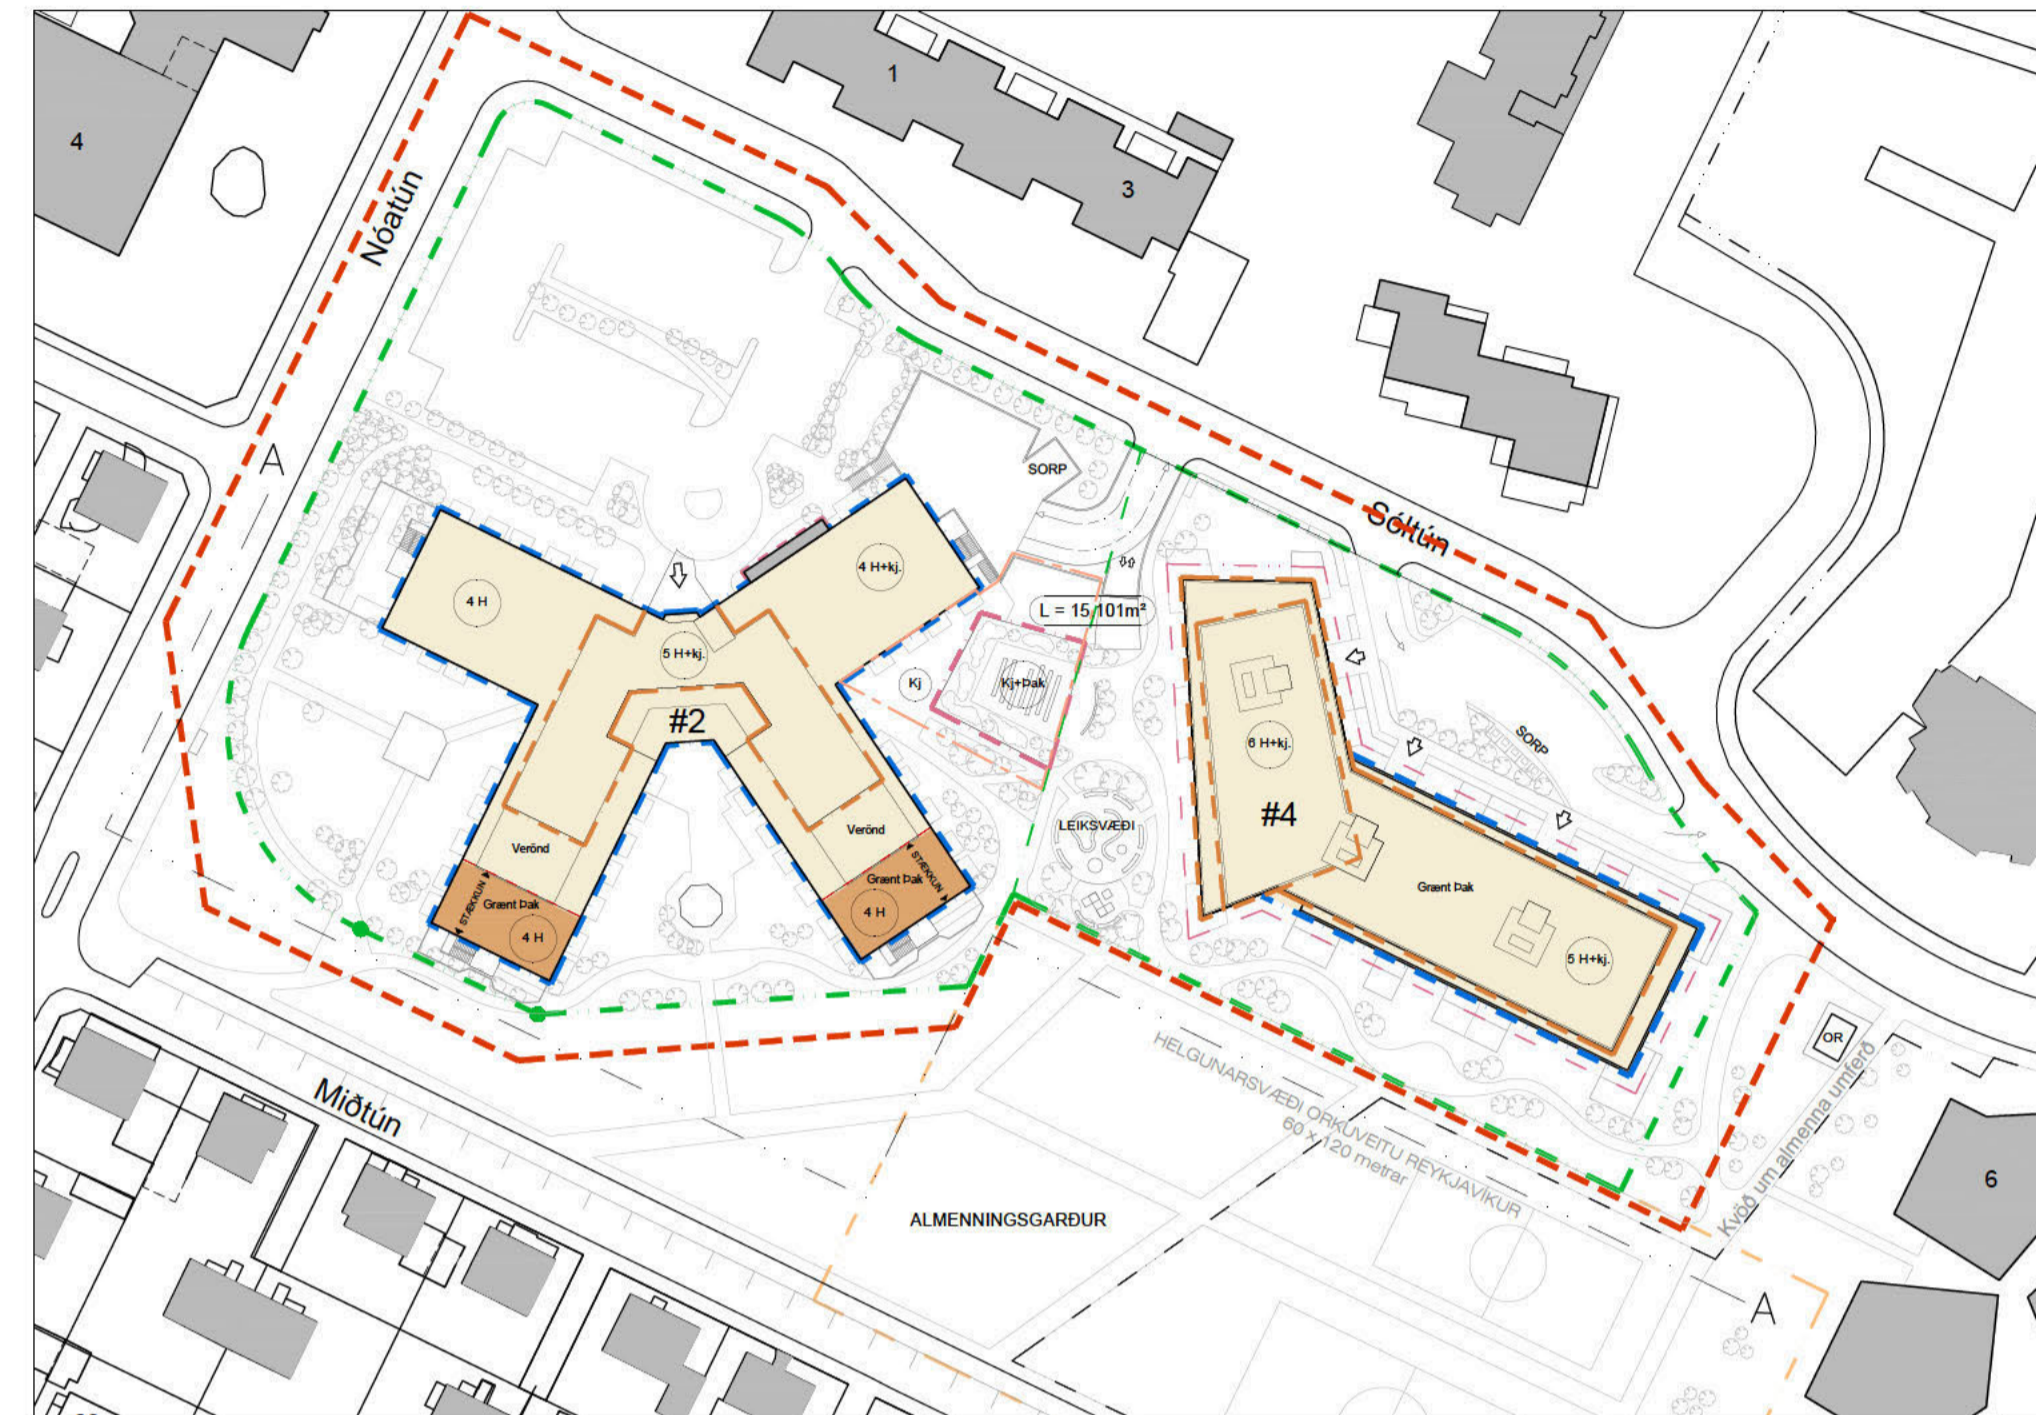 1
4
3
Nóatún
A
SORP
Sóltún
4 H
4 H+kj.
L = 15,101m²
5 H+kj.
Kj
Kj+Þak
#2
6 H+kj.
SORP
#4
LEIKSVÆÐI
Verönd
Verönd
STÆKKUN
Grænt Þak
4 H
STÆKKUN
Grænt Þak
4 H
Grænt Þak
5 H+kj.
OR
HELGUNARSVÆÐI ORKUVEITU REYKJAVÍKUR
60 x 120 metrar
Kvöð um almenna umferð
Miðtún
6
ALMENNINGSGARÐUR
A